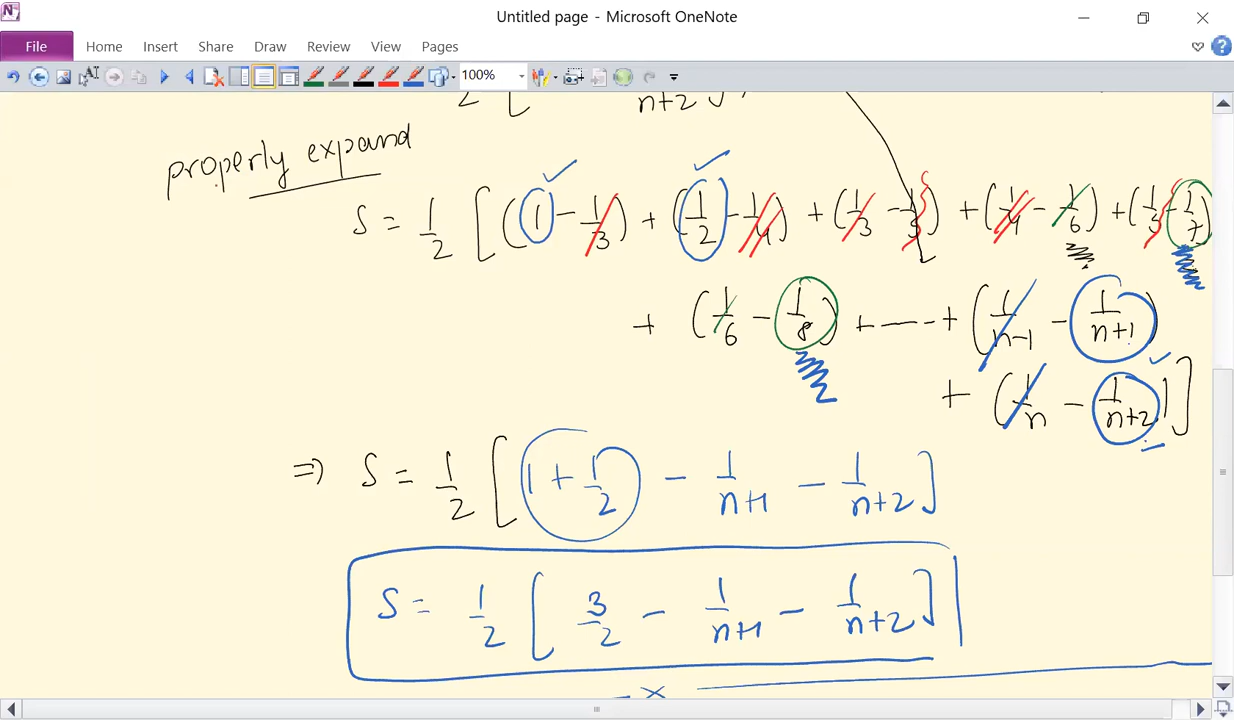 Untitled page - Microsoft OneNote
File Home Insert Share Draw Review View Pages
100%
n+2
properly expand
S = 1/2 [ (1 - 1/3) + (1/2 - 1/4) + (1/3 - 1/5) + (1/4 - 1/6) + (1/5 - 1/7)
+ (1/6 - 1/8) + ----- + (1/n-1 - 1/n+1)
+ (1/n - 1/n+2) ]
=> S = 1/2 [ 1 + 1/2 - 1/n+1 - 1/n+2 ]
S = 1/2 [ 3/2 - 1/n+1 - 1/n+2 ]